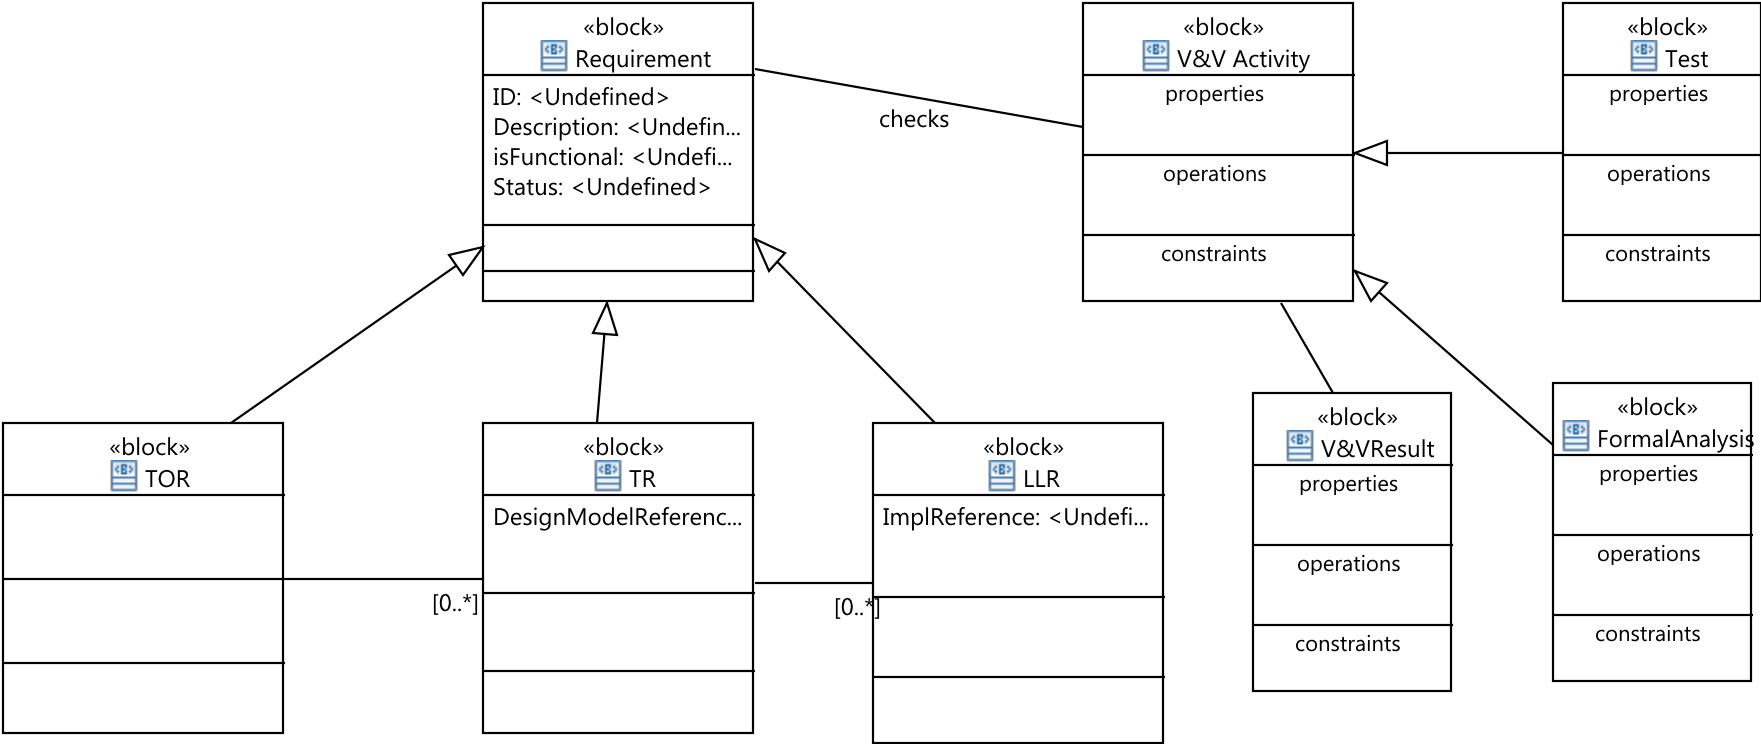 «block»
Requirement
ID: <Undefined>
Description: <Undefin...
isFunctional: <Undefi...
Status: <Undefined>
checks
«block»
V&V Activity
properties
operations
constraints
«block»
Test
properties
operations
constraints
«block»
TOR
[0..*]
«block»
TR
DesignModelReferenc...
[0..*]
«block»
LLR
ImplReference: <Undefi...
«block»
V&VResult
properties
operations
constraints
«block»
FormalAnalysis
properties
operations
constraints